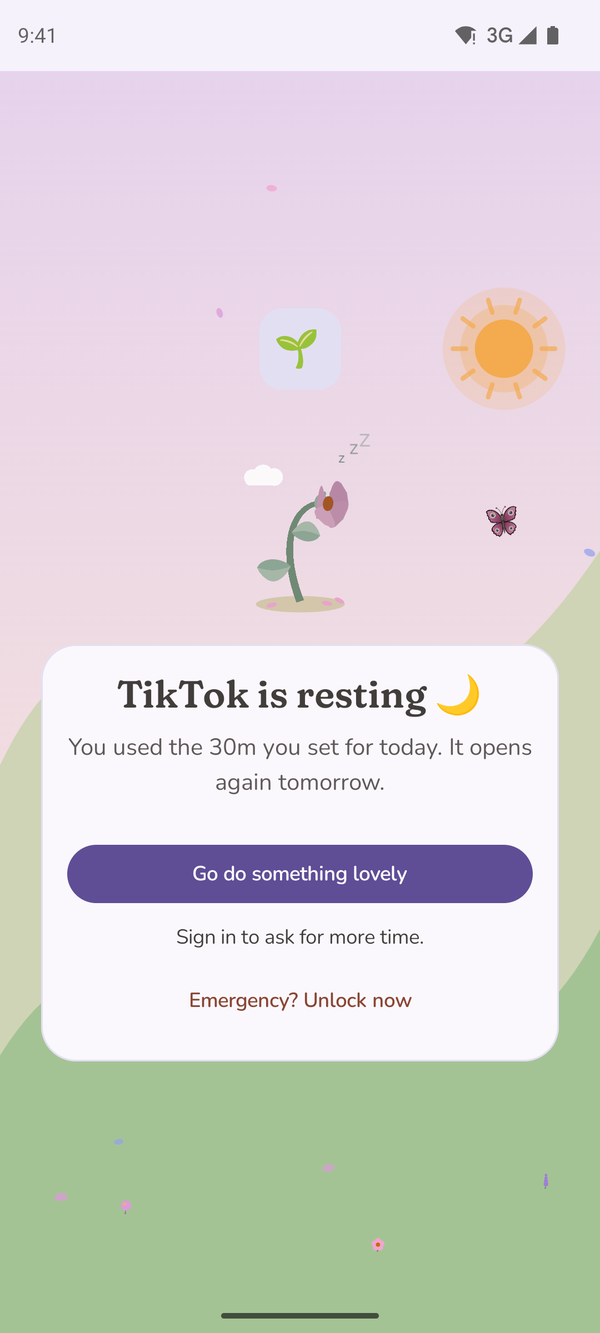 9:41
3G
z z Z
TikTok is resting 🌙
You used the 30m you set for today. It opens
again tomorrow.
Go do something lovely
Sign in to ask for more time.
Emergency? Unlock now